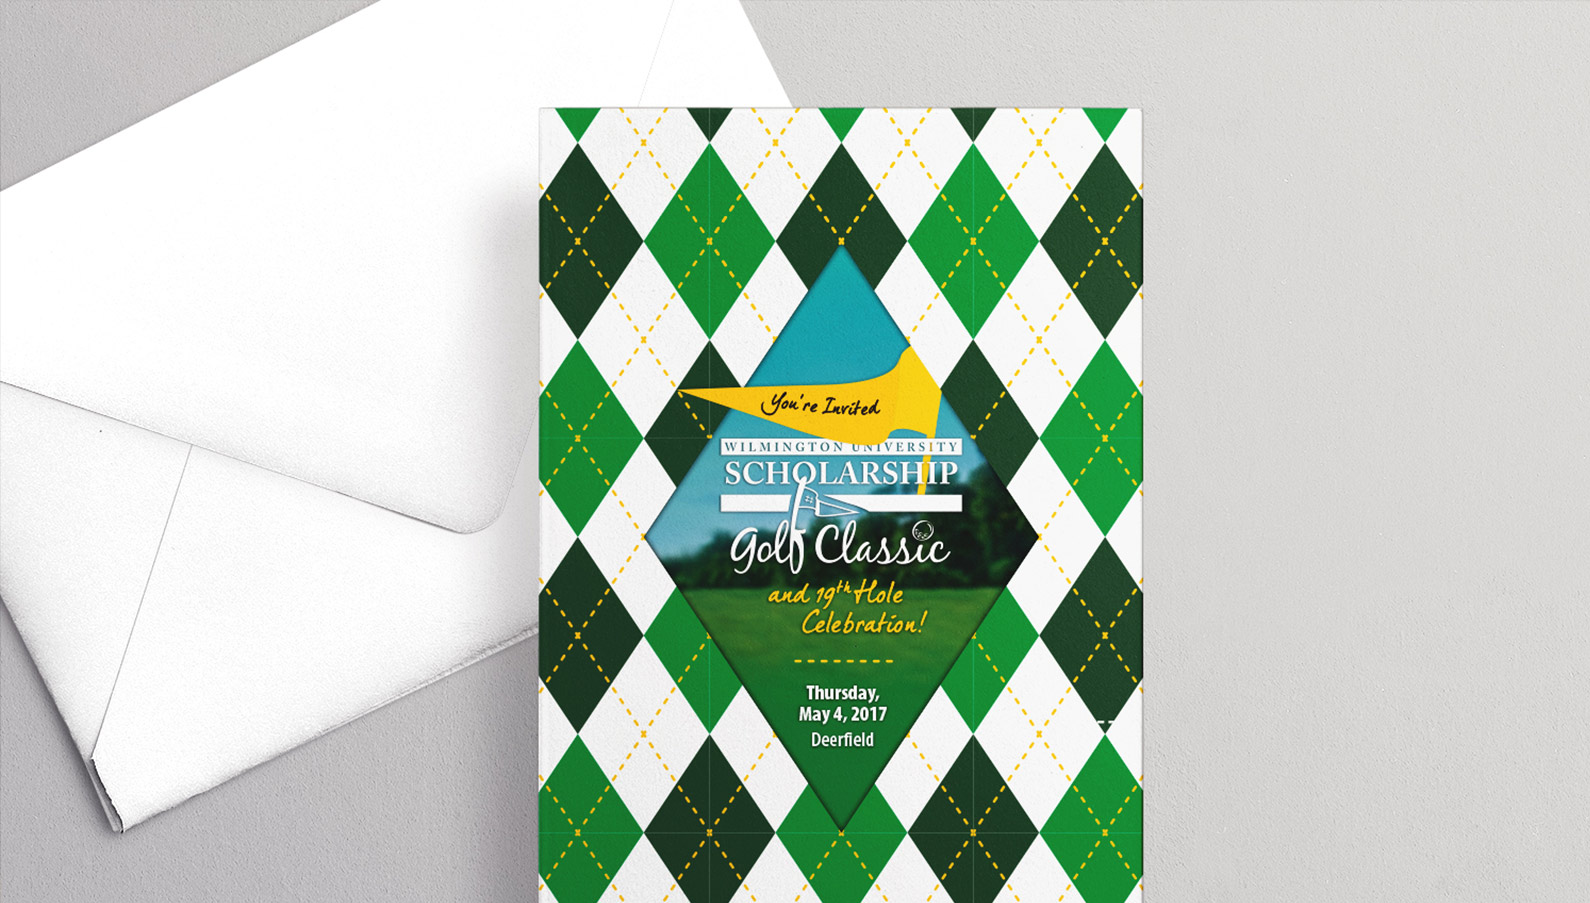 You're Invited
WILMINGTON UNIVERSITY
SCHOLARSHIP
Golf Classic
and 19th Hole
Celebration!
Thursday,
May 4, 2017
Deerfield